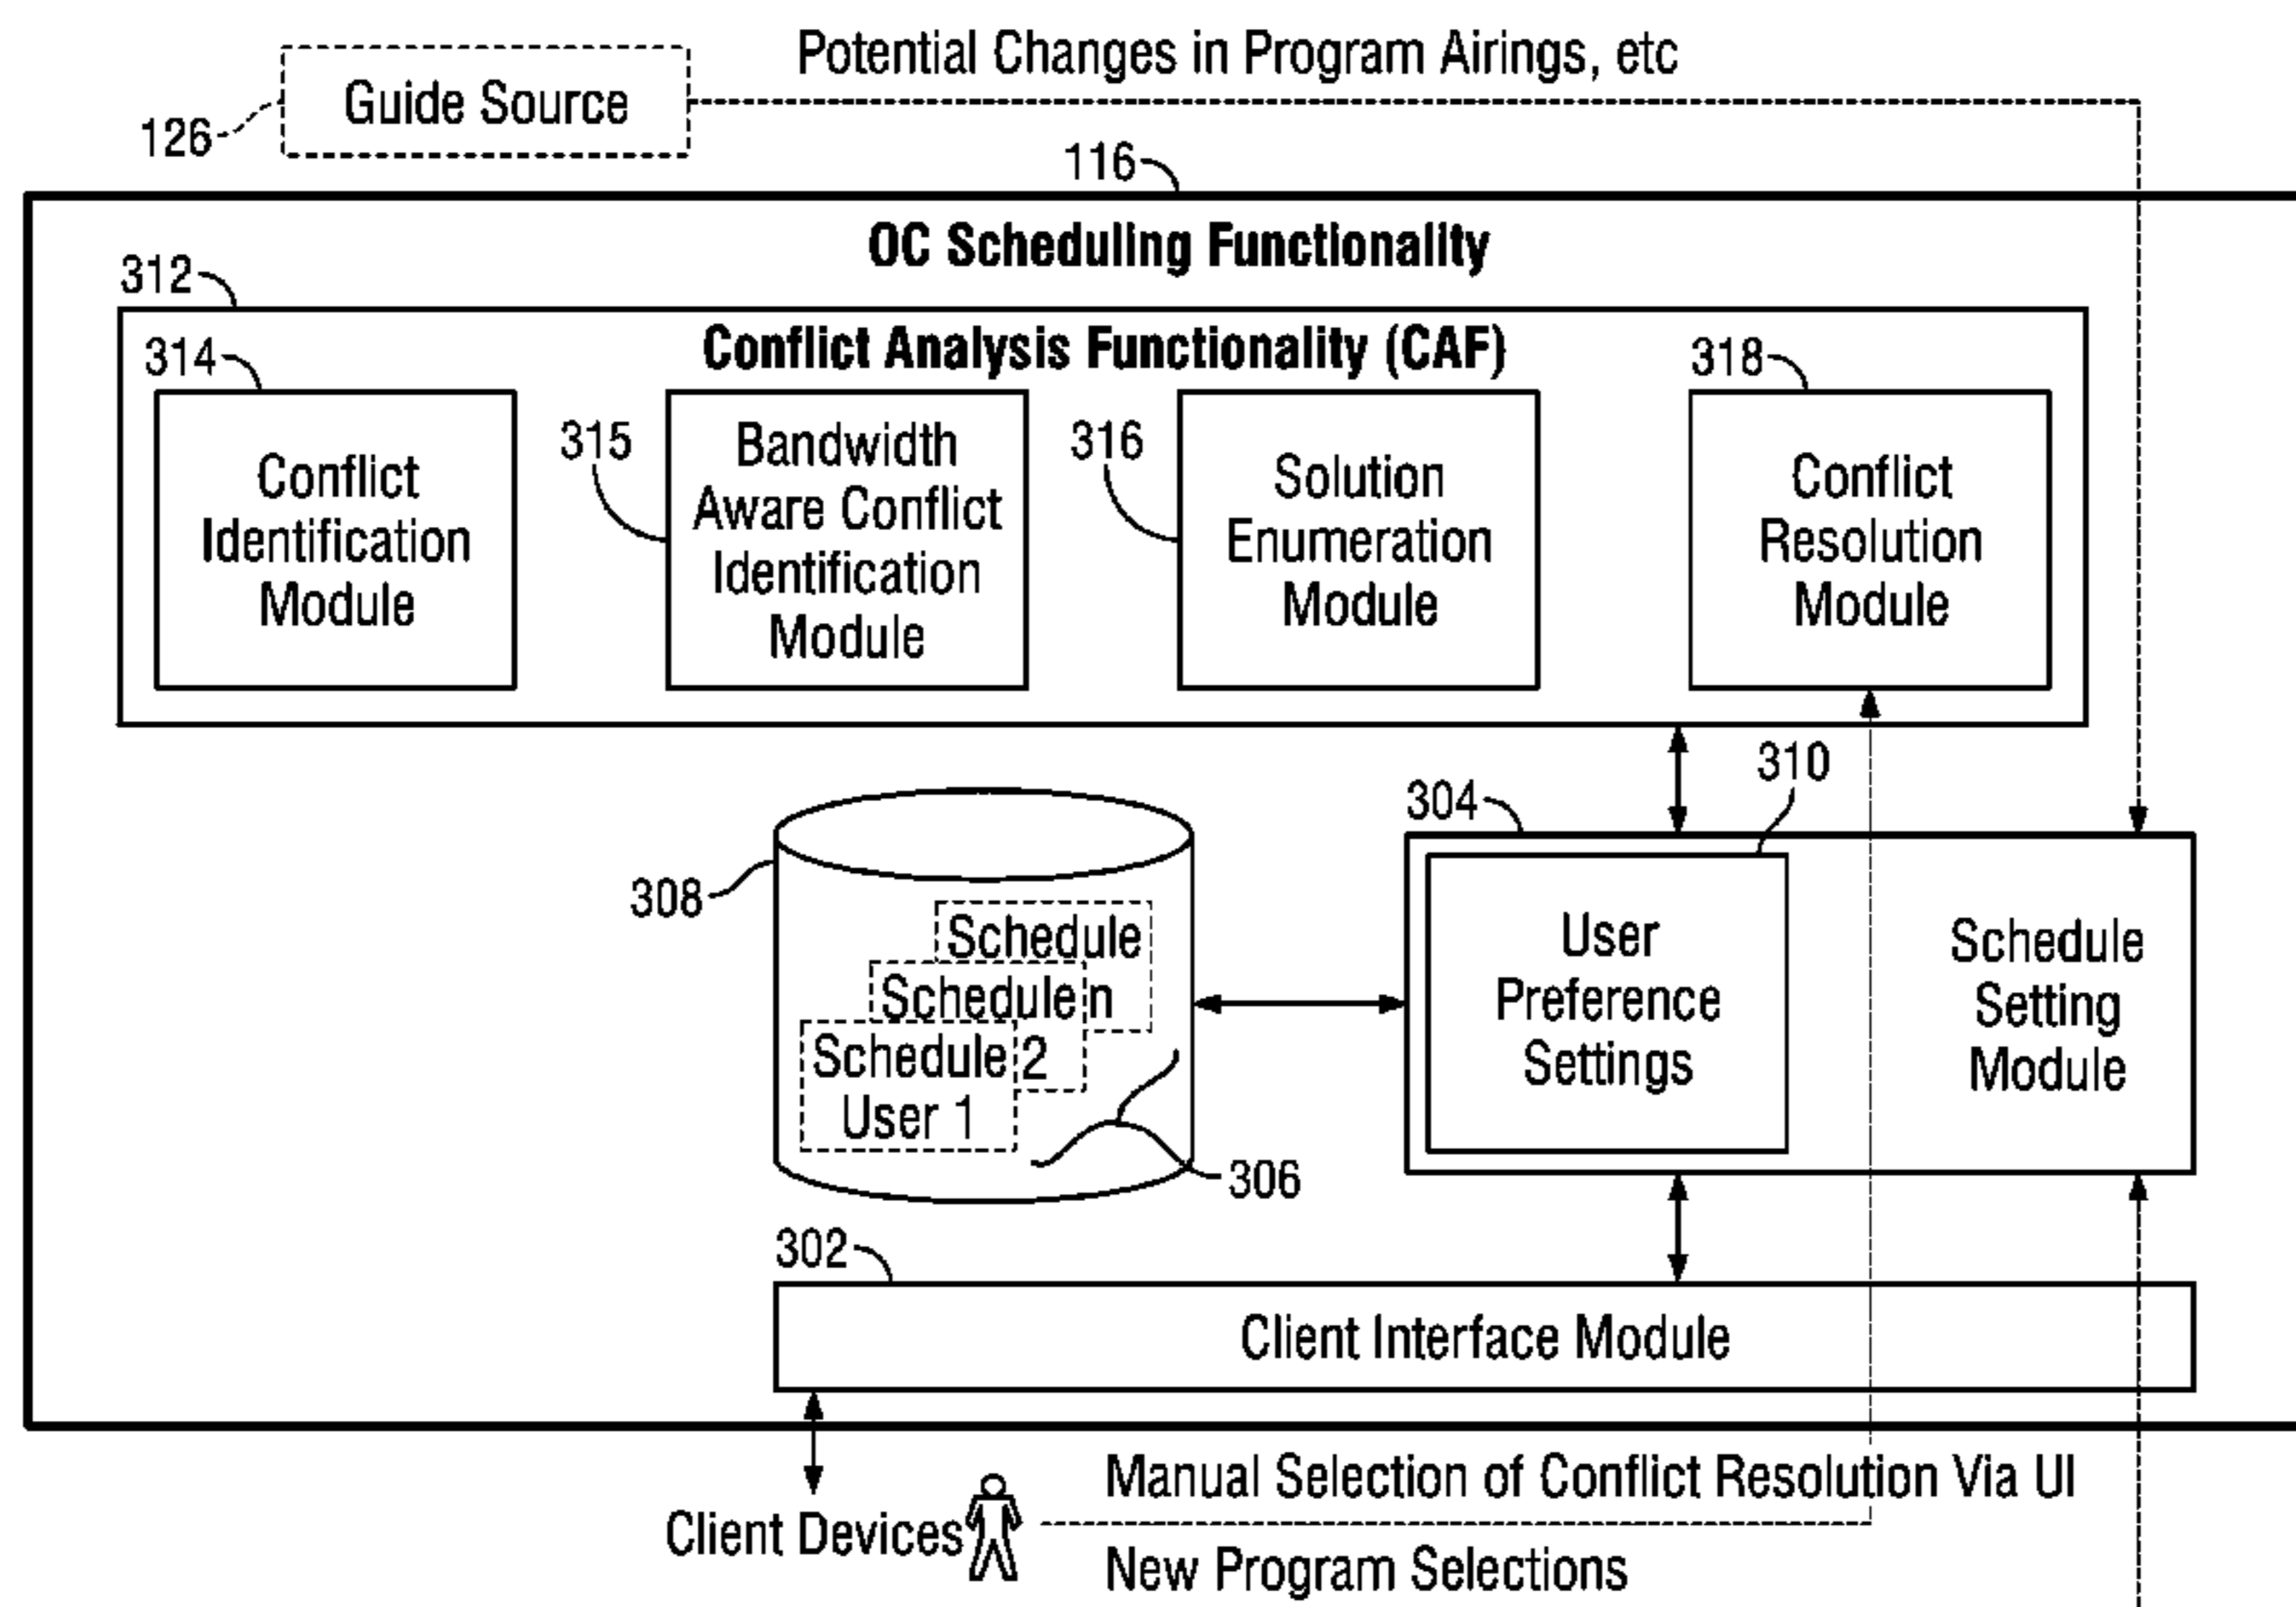 Potential Changes in Program Airings, etc
Guide Source
126
116
OC Scheduling Functionality
312
Conflict Analysis Functionality (CAF)
314
Conflict
Identification
Module
315
Bandwidth
Aware Conflict
Identification
Module
316
Solution
Enumeration
Module
318
Conflict
Resolution
Module
310
304
308
Schedule
n
Schedule
2
Schedule
User 1
306
User
Preference
Settings
Schedule
Setting
Module
302
Client Interface Module
Manual Selection of Conflict Resolution Via UI
Client Devices
New Program Selections